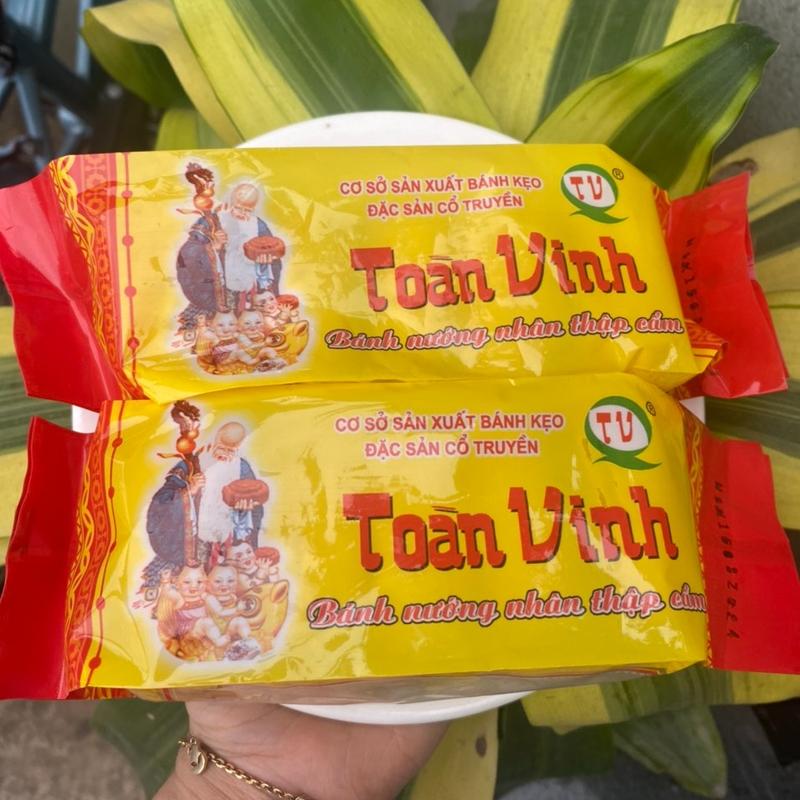 CƠ SỞ SẢN XUẤT BÁNH KẸO
ĐẶC SẢN CỔ TRUYỀN
TV ®
Toàn Vinh
Bánh nướng nhân thập cẩm
CƠ SỞ SẢN XUẤT BÁNH KẸO
ĐẶC SẢN CỔ TRUYỀN
TV ®
Toàn Vinh
Bánh nướng nhân thập cẩm